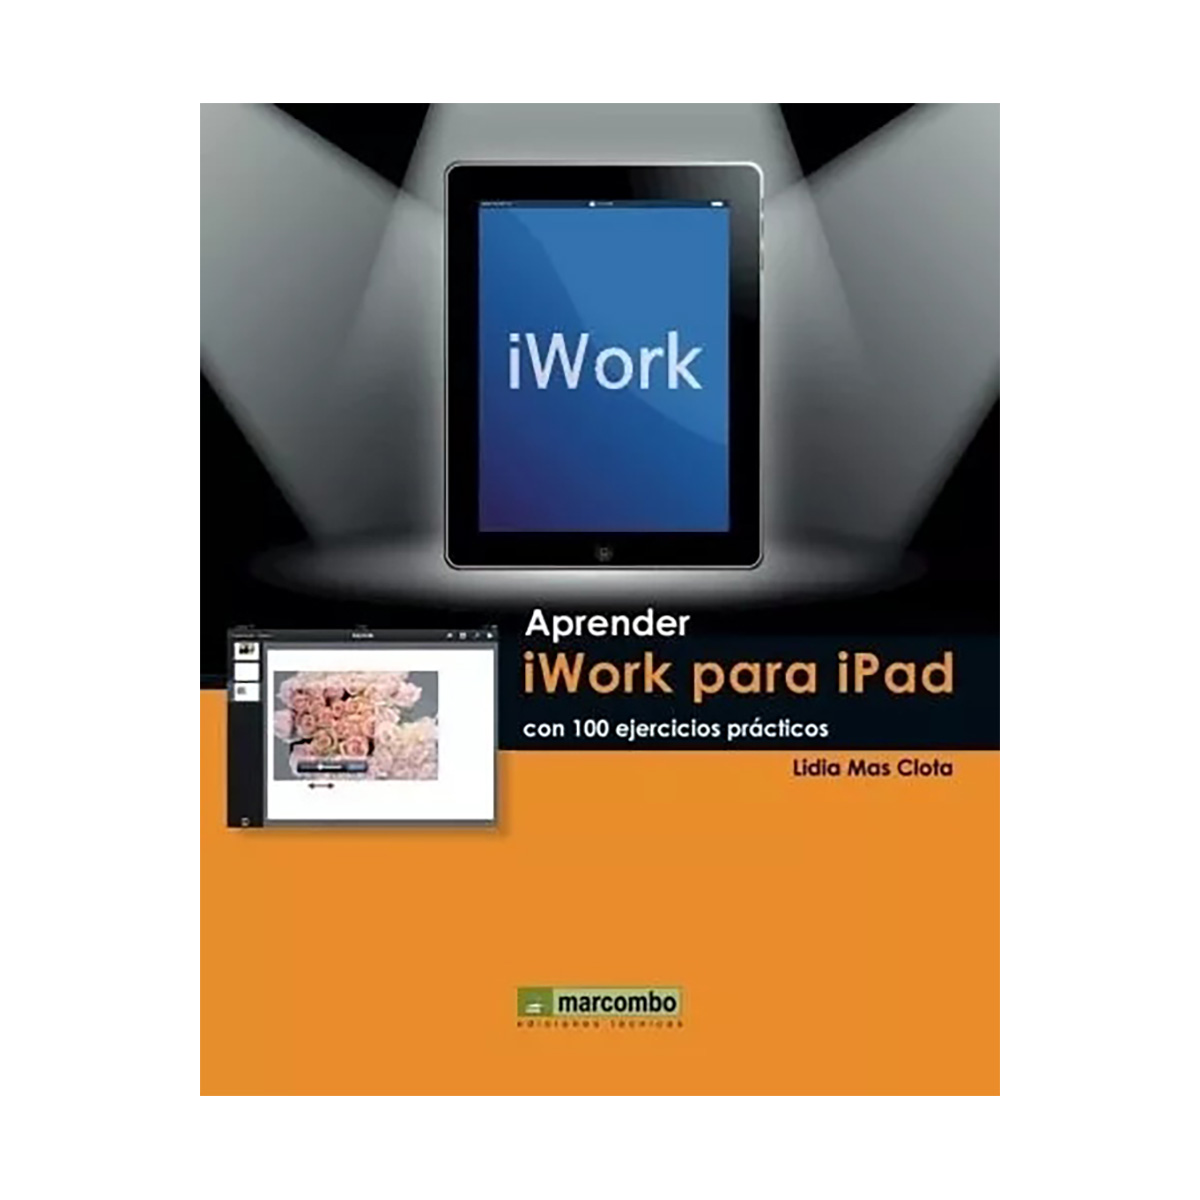 iWork
Aprender
iWork para iPad
con 100 ejercicios prácticos
Lidia Mas Clota
marcombo
ediciones técnicas